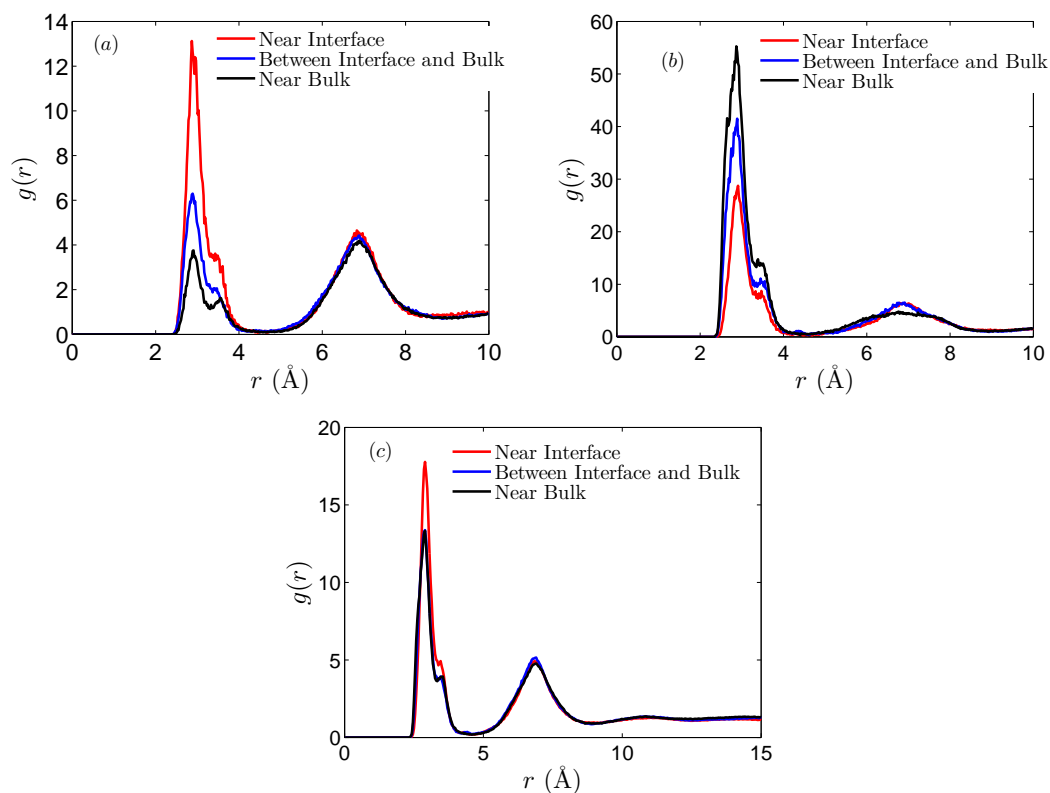 (a)
Near Interface
Between Interface and Bulk
Near Bulk
14
12
10
8
6
4
2
0
g(r)
0 2 4 6 8 10
r (Å)
(b)
Near Interface
Between Interface and Bulk
Near Bulk
60
50
40
30
20
10
0
g(r)
0 2 4 6 8 10
r (Å)
(c)
Near Interface
Between Interface and Bulk
Near Bulk
20
15
10
5
0
g(r)
0 5 10 15
r (Å)